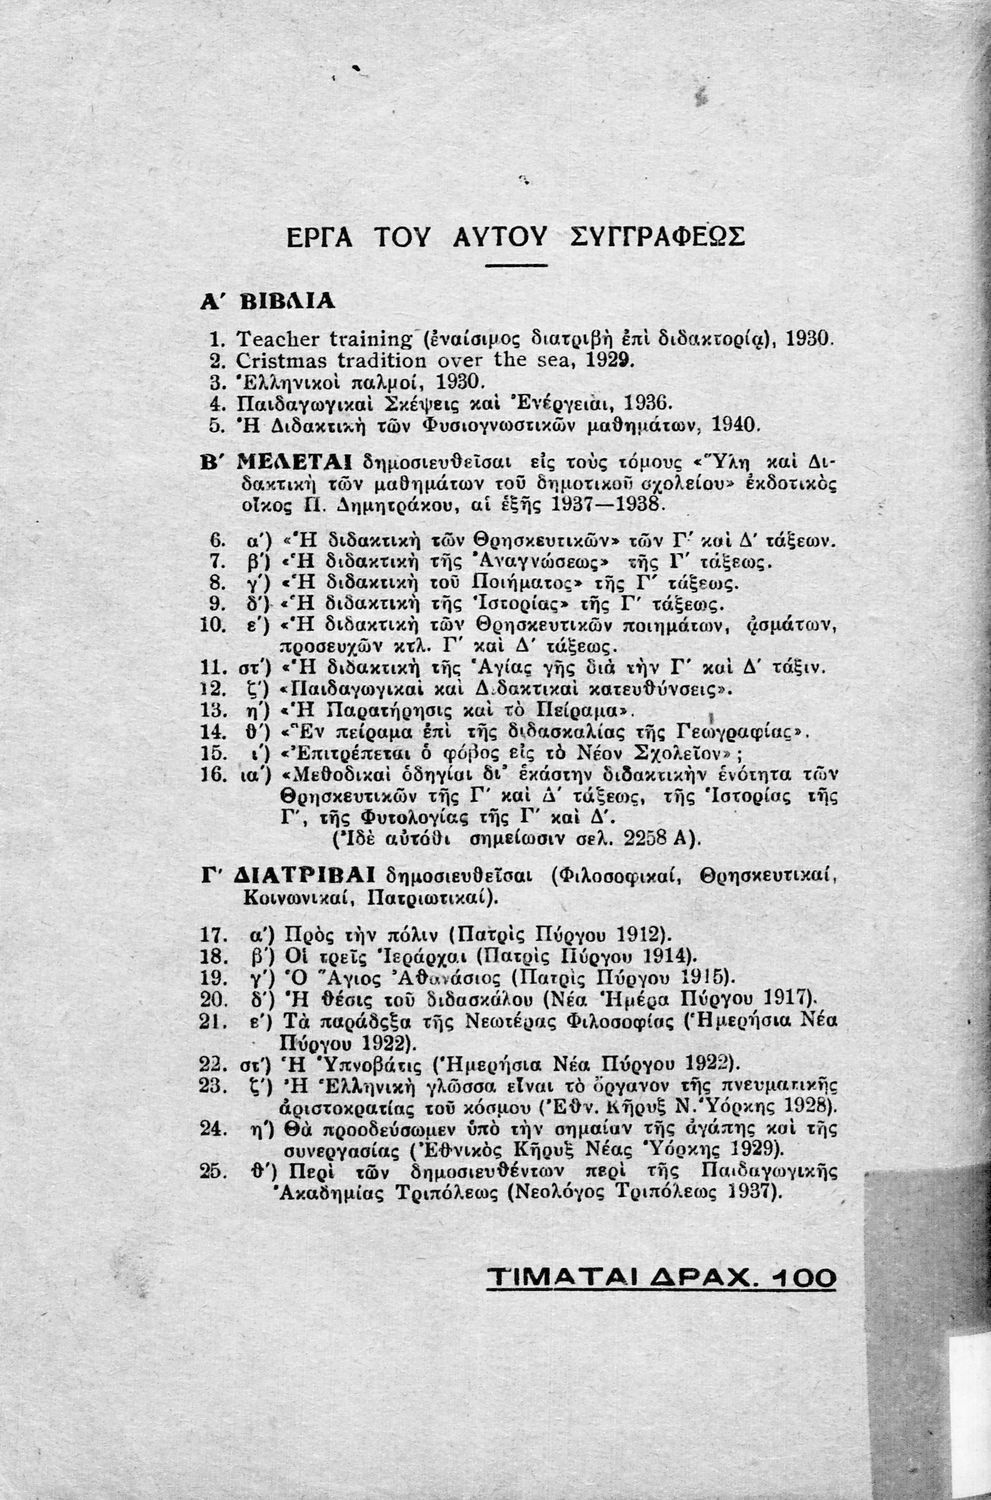 ΕΡΓΑ ΤΟΥ ΑΥΤΟΥ ΣΥΓΓΡΑΦΕΩΣ
Α΄ ΒΙΒΛΙΑ
1. Teacher training (ἐναίσιμος διατριβὴ ἐπὶ διδακτορίᾳ), 1930.
2. Cristmas tradition over the sea, 1929.
3. Ἑλληνικοὶ παλμοί, 1930.
4. Παιδαγωγικαὶ Σκέψεις καὶ Ἐνέργειαι, 1936.
5. Ἡ Διδακτικὴ τῶν Φυσιογνωστικῶν μαθημάτων, 1940.
Β΄ ΜΕΛΕΤΑΙ δημοσιευθεῖσαι εἰς τοὺς τόμους «Ὕλη καὶ Δι-
δακτικὴ τῶν μαθημάτων τοῦ δημοτικοῦ σχολείου» ἐκδοτικὸς
οἶκος Π. Δημητράκου, αἱ ἑξῆς 1937—1938.
6. α΄) «Ἡ διδακτικὴ τῶν Θρησκευτικῶν» τῶν Γ΄ καὶ Δ΄ τάξεων.
7. β΄) «Ἡ διδακτικὴ τῆς Ἀναγνώσεως» τῆς Γ΄ τάξεως.
8. γ΄) «Ἡ διδακτικὴ τοῦ Ποιήματος» τῆς Γ΄ τάξεως.
9. δ΄) «Ἡ διδακτικὴ τῆς Ἱστορίας» τῆς Γ΄ τάξεως.
10. ε΄) «Ἡ διδακτικὴ τῶν Θρησκευτικῶν ποιημάτων, ᾀσμάτων,
προσευχῶν κτλ. Γ΄ καὶ Δ΄ τάξεως.
11. στ΄) «Ἡ διδακτικὴ τῆς Ἁγίας γῆς διὰ τὴν Γ΄ καὶ Δ΄ τάξιν.
12. ζ΄) «Παιδαγωγικαὶ καὶ Διδακτικαὶ κατευθύνσεις».
13. η΄) «Ἡ Παρατήρησις καὶ τὸ Πείραμα».
14. θ΄) «Ἓν πείραμα ἐπὶ τῆς διδασκαλίας τῆς Γεωγραφίας».
15. ι΄) «Ἐπιτρέπεται ὁ φόβος εἰς τὸ Νέον Σχολεῖον» ;
16. ια΄) «Μεθοδικαὶ ὁδηγίαι δι' ἑκάστην διδακτικὴν ἑνότητα τῶν
Θρησκευτικῶν τῆς Γ΄ καὶ Δ΄ τάξεως, τῆς Ἱστορίας τῆς
Γ΄, τῆς Φυτολογίας τῆς Γ΄ καὶ Δ΄.
(Ἰδὲ αὐτόθι σημείωσιν σελ. 2258 Α).
Γ΄ ΔΙΑΤΡΙΒΑΙ δημοσιευθεῖσαι (Φιλοσοφικαί, Θρησκευτικαί,
Κοινωνικαί, Πατριωτικαί).
17. α΄) Πρὸς τὴν πόλιν (Πατρὶς Πύργου 1912).
18. β΄) Οἱ τρεῖς Ἱεράρχαι (Πατρὶς Πύργου 1914).
19. γ΄) Ὁ Ἅγιος Ἀθανάσιος (Πατρὶς Πύργου 1915).
20. δ΄) Ἡ θέσις τοῦ διδασκάλου (Νέα Ἡμέρα Πύργου 1917).
21. ε΄) Τὰ παράδοξα τῆς Νεωτέρας Φιλοσοφίας (Ἡμερήσια Νέα
Πύργου 1922).
22. στ΄) Ἡ Ὑπνοβάτις (Ἡμερήσια Νέα Πύργου 1922).
23. ζ΄) Ἡ Ἑλληνικὴ γλῶσσα εἶναι τὸ ὄργανον τῆς πνευματικῆς
ἀριστοκρατίας τοῦ κόσμου (Ἐθν. Κῆρυξ Ν. Ὑόρκης 1928).
24. η΄) Θὰ προοδεύσωμεν ὑπὸ τὴν σημαίαν τῆς ἀγάπης καὶ τῆς
συνεργασίας (Ἐθνικὸς Κῆρυξ Νέας Ὑόρκης 1929).
25. θ΄) Περὶ τῶν δημοσιευθέντων περὶ τῆς Παιδαγωγικῆς
Ἀκαδημίας Τριπόλεως (Νεολόγος Τριπόλεως 1937).
ΤΙΜΑΤΑΙ ΔΡΑΧ. 100